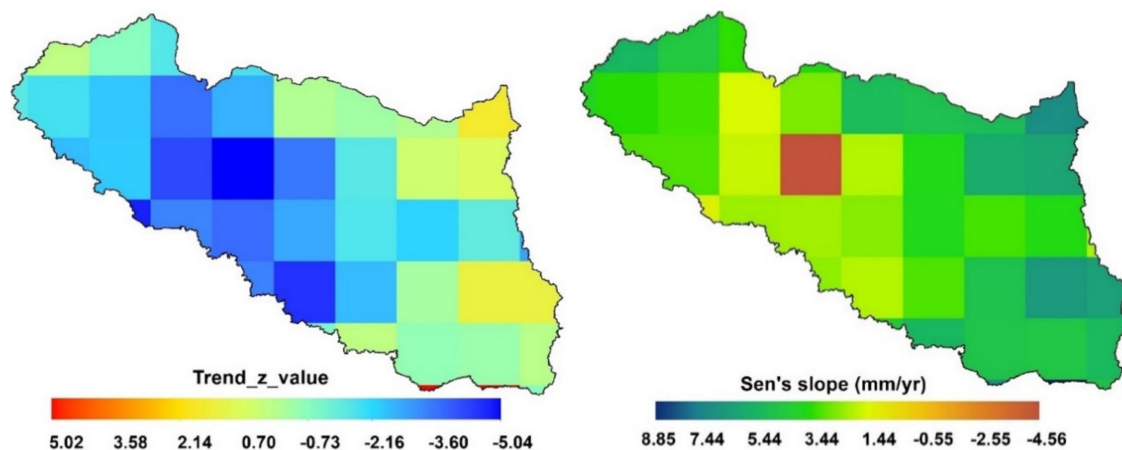 Trend_z_value
5.02 3.58 2.14 0.70 -0.73 -2.16 -3.60 -5.04
Sen's slope (mm/yr)
8.85 7.44 5.44 3.44 1.44 -0.55 -2.55 -4.56